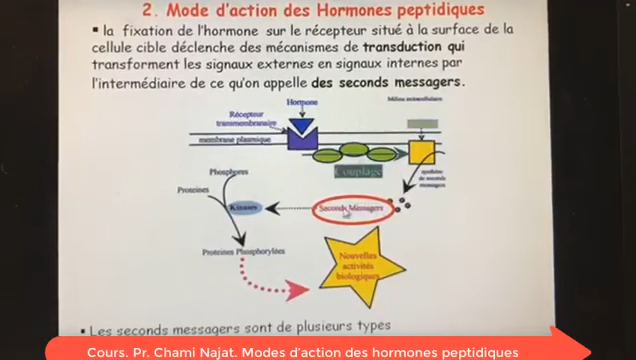 2. Mode d'action des Hormones peptidiques
▪ la fixation de l'hormone sur le récepteur situé à la surface de la
cellule cible déclenche des mécanismes de transduction qui
transforment les signaux externes en signaux internes par
l'intermédiaire de ce qu'on appelle des seconds messagers.
Hormone
Milieu extracellulaire
Récepteur
transmembranaire
membrane plasmique
Couplage
synthèse
de seconds
messagers
Phosphores
Proteines
Kinases
Seconds Messagers
Proteines Phosphorylées
Nouvelles
activités
biologiques
▪ Les seconds messagers sont de plusieurs types
Cours. Pr. Chami Najat. Modes d'action des hormones peptidiques